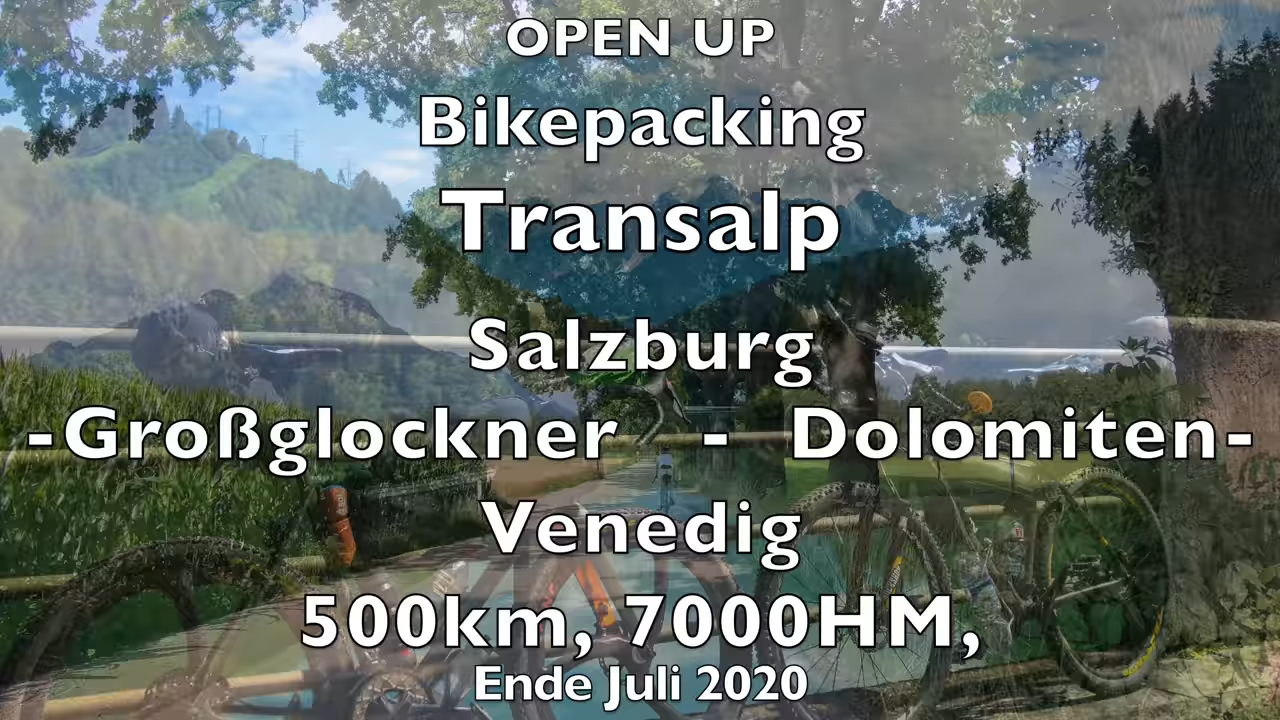 OPEN UP
Bikepacking
Transalp
Salzburg
-Großglockner - Dolomiten-
Venedig
500km, 7000HM,
Ende Juli 2020